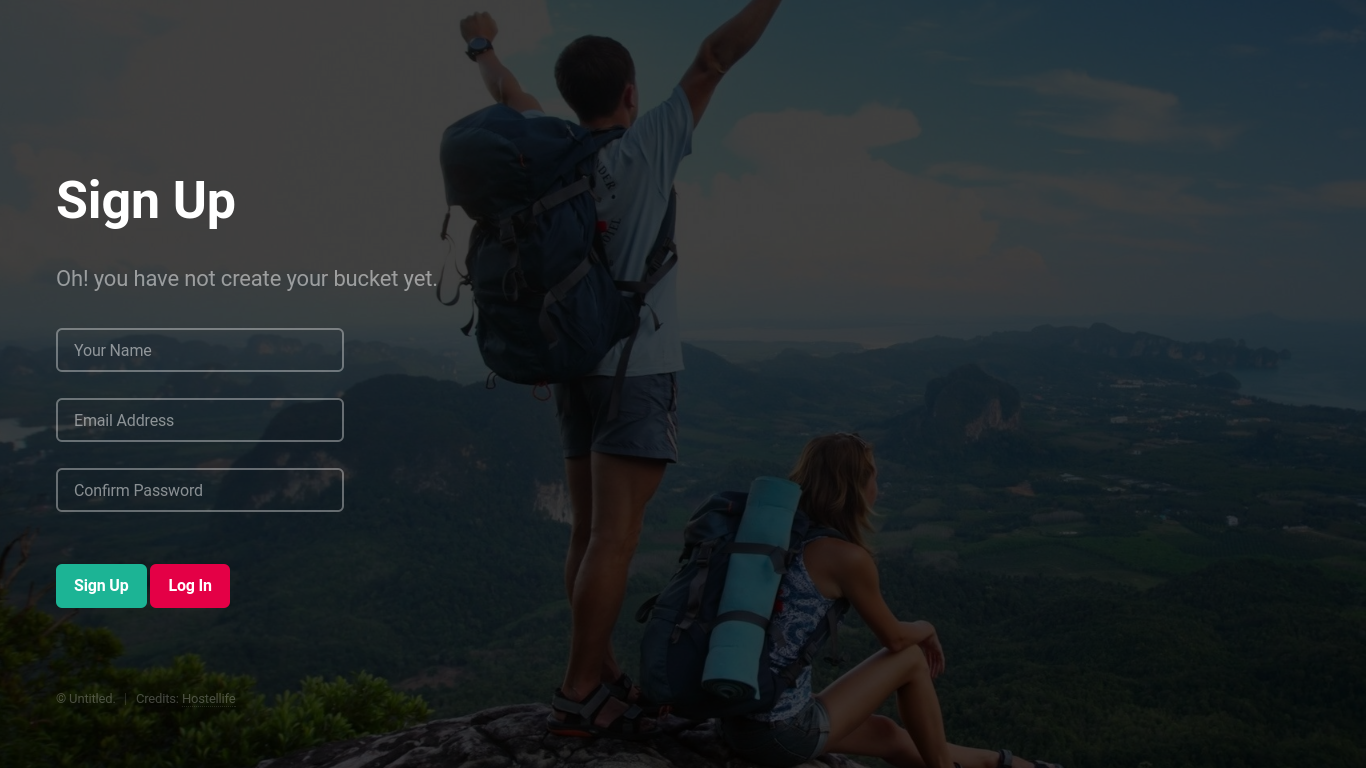 Sign Up
Oh! you have not create your bucket yet.
Your Name
Email Address
Confirm Password
Sign Up Log In
© Untitled. | Credits: Hostellife